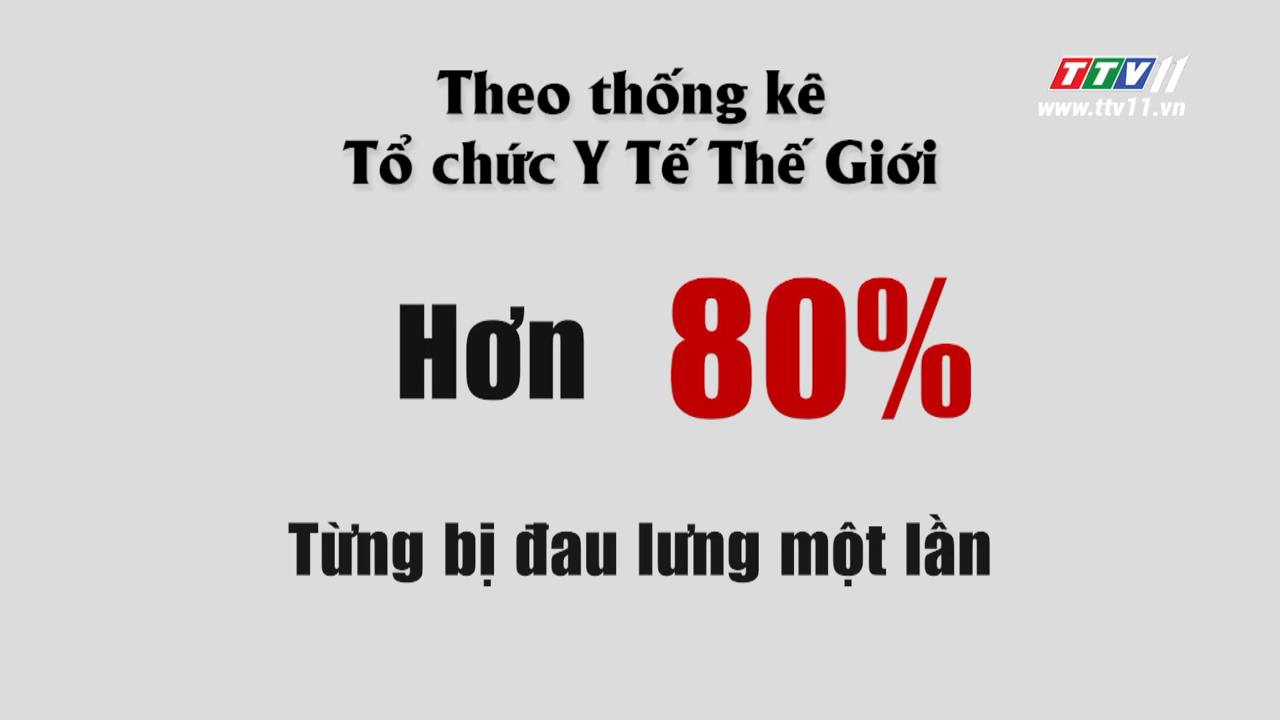 Theo thống kê
Tổ chức Y Tế Thế Giới
TTV11
www.ttv11.vn
Hơn 80%
Từng bị đau lưng một lần